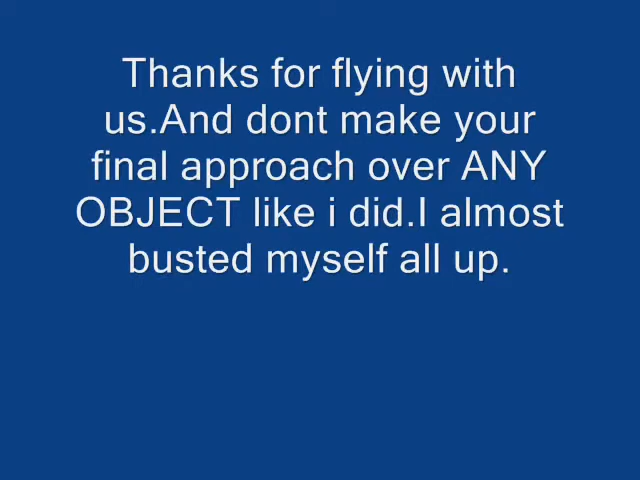 Thanks for flying with
us.And dont make your
final approach over ANY
OBJECT like i did.I almost
busted myself all up.